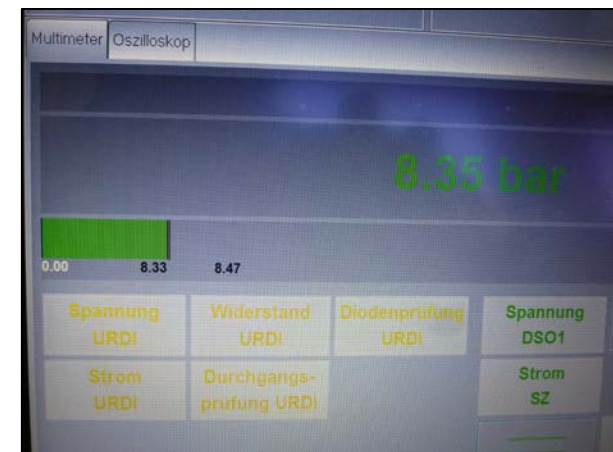 Multimeter Oszilloskop
8.35 bar
0.00 8.33 8.47
Spannung URDI
Widerstand URDI
Diodenprüfung URDI
Spannung DSO1
Strom URDI
Durchgangs-
prüfung URDI
Strom SZ